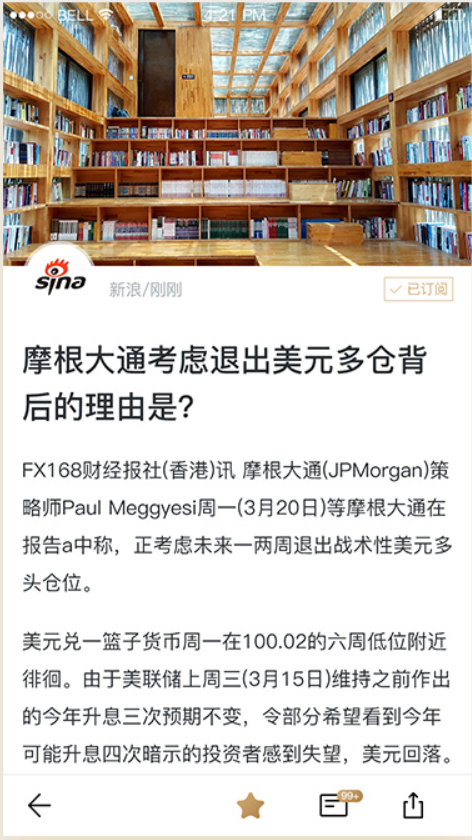 BELL 4:21 PM
sina
新浪/刚刚
已订阅
摩根大通考虑退出美元多仓背
后的理由是?
FX168财经报社(香港)讯 摩根大通(JPMorgan)策
略师Paul Meggyesi周一(3月20日)等摩根大通在
报告a中称，正考虑未来一两周退出战术性美元多
头仓位。
美元兑一篮子货币周一在100.02的六周低位附近
徘徊。由于美联储上周三(3月15日)维持之前作出
的今年升息三次预期不变，令部分希望看到今年
可能升息四次暗示的投资者感到失望，美元回落。
99+